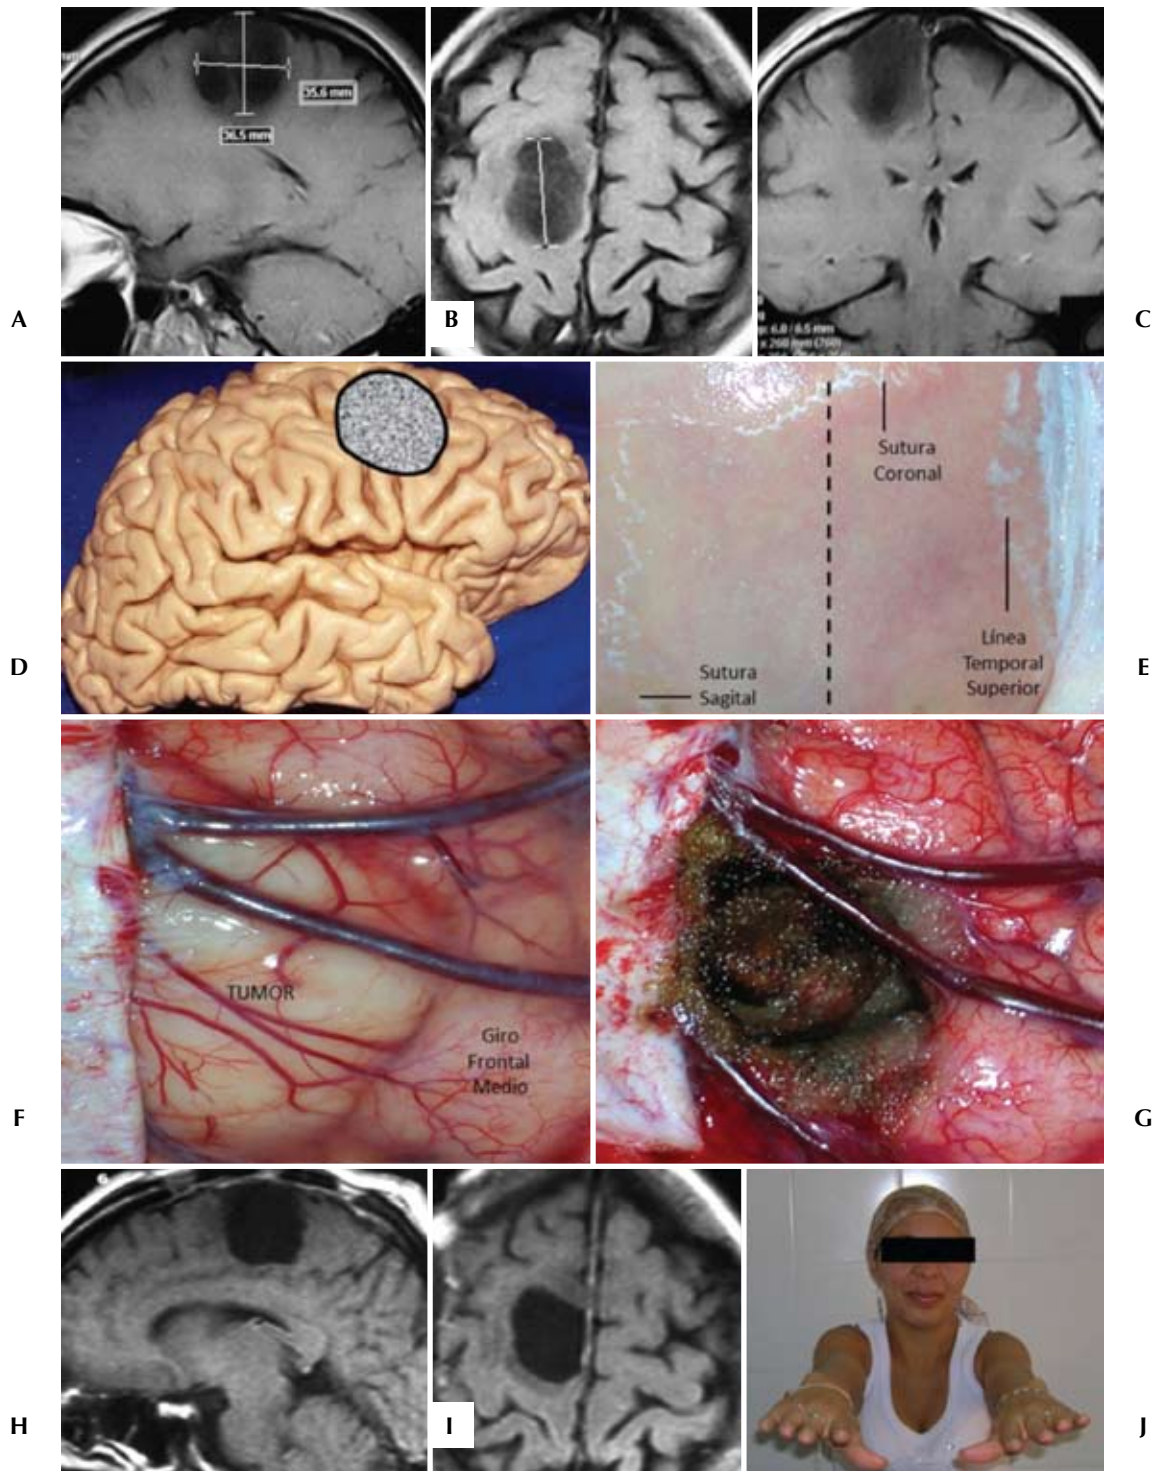 35.6 mm
36.5 mm
A
B
C
Sutura
Coronal
Línea
Temporal
Superior
Sutura
Sagital
D
E
TUMOR
Giro
Frontal
Medio
F
G
H
I
J